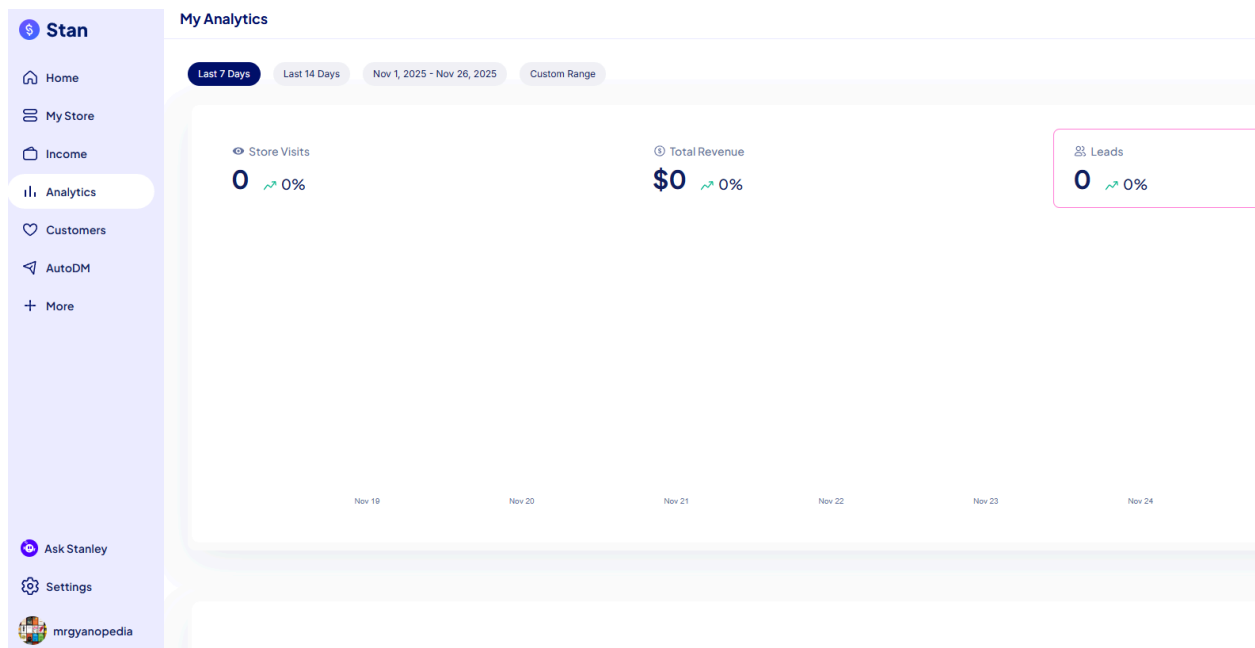 Stan
Home
My Store
Income
Analytics
Customers
AutoDM
More
Ask Stanley
Settings
mrgyanopedia
My Analytics
Last 7 Days
Last 14 Days
Nov 1, 2025 - Nov 26, 2025
Custom Range
Store Visits
0 0%
Total Revenue
$0 0%
Leads
0 0%
Nov 19 Nov 20 Nov 21 Nov 22 Nov 23 Nov 24